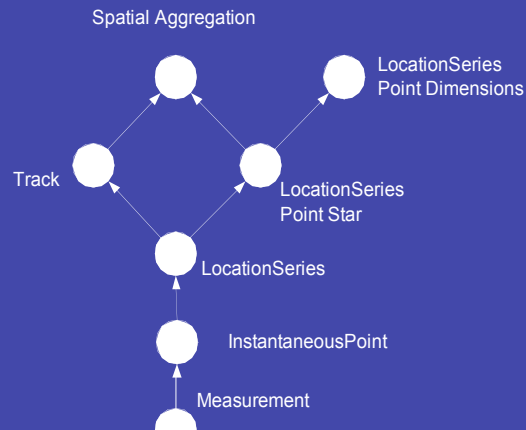 Spatial Aggregation
LocationSeries
Point Dimensions
Track
LocationSeries
Point Star
LocationSeries
InstantaneousPoint
Measurement